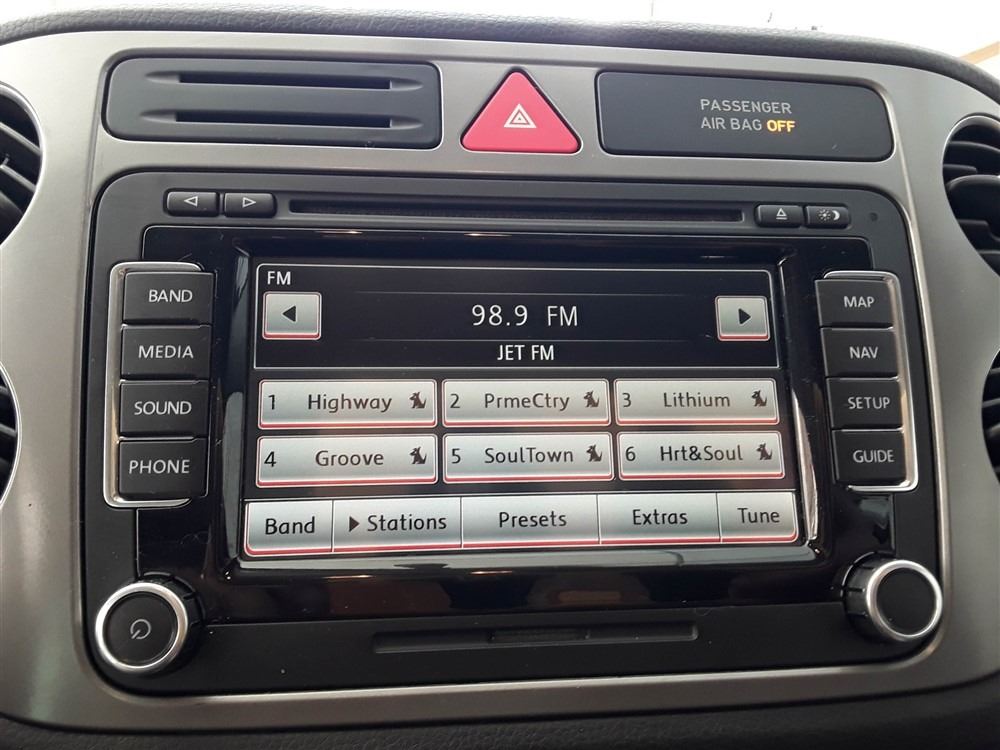 PASSENGER
AIR BAG OFF
BAND
MEDIA
SOUND
PHONE
FM
98.9 FM
JET FM
1 Highway
2 PrmeCtry
3 Lithium
4 Groove
5 SoulTown
6 Hrt&Soul
Band
Stations
Presets
Extras
Tune
MAP
NAV
SETUP
GUIDE